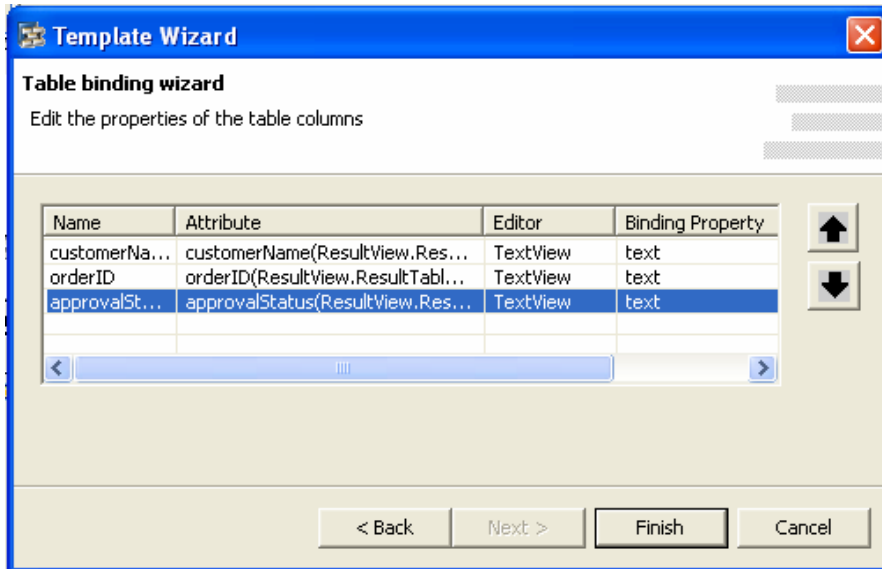 Template Wizard
Table binding wizard
Edit the properties of the table columns
Name Attribute Editor Binding Property
customerNa... customerName(ResultView.Res... TextView text
orderID orderID(ResultView.ResultTabl... TextView text
approvalSt... approvalStatus(ResultView.Res... TextView text
< Back Next > Finish Cancel